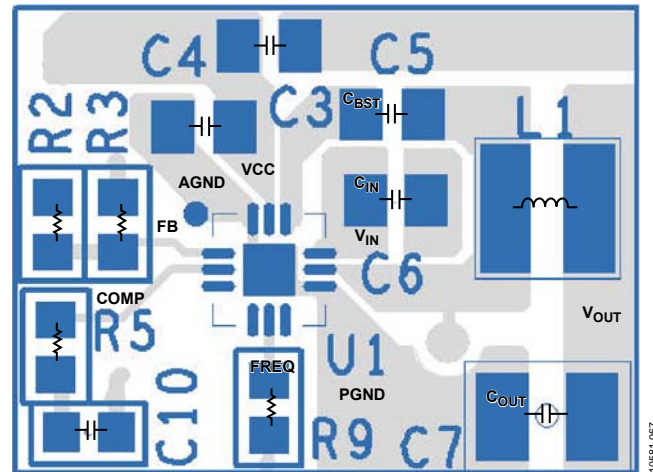 C4
C5
R2
R3
C3
CBST
L1
VCC
AGND
CIN
FB
VIN
C6
COMP
R5
VOUT
U1
FREQ
PGND
C10
COUT
R9
C7
10581-067